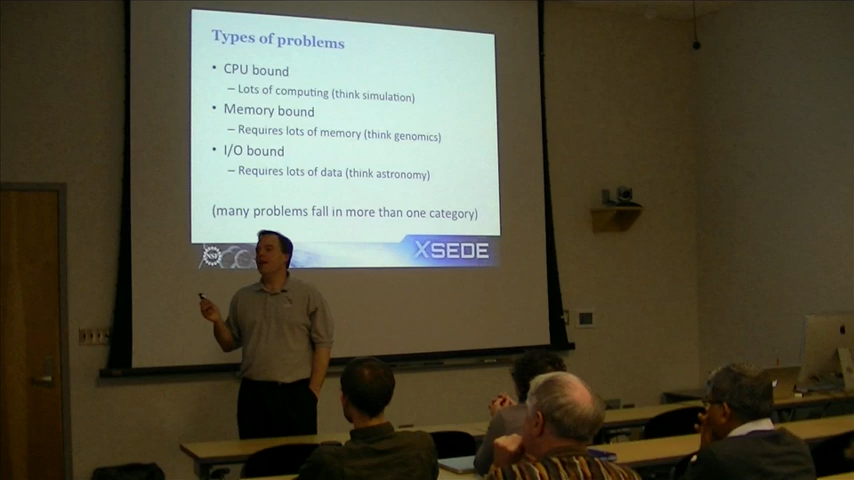 Types of problems
• CPU bound
– Lots of computing (think simulation)
• Memory bound
– Requires lots of memory (think genomics)
• I/O bound
– Requires lots of data (think astronomy)
(many problems fall in more than one category)
NSF
XSEDE